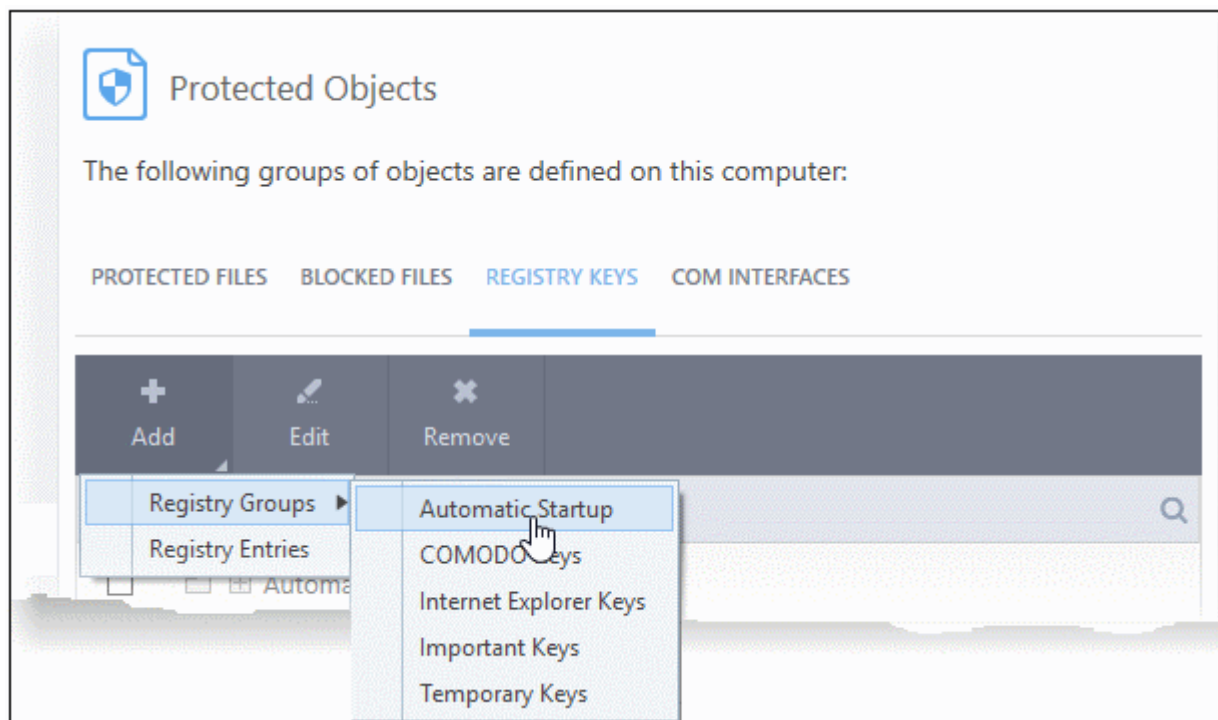 Protected Objects
The following groups of objects are defined on this computer:
PROTECTED FILES BLOCKED FILES REGISTRY KEYS COM INTERFACES
Add Edit Remove
Registry Groups
Registry Entries
Automatic Startup
COMODO Keys
Internet Explorer Keys
Important Keys
Temporary Keys